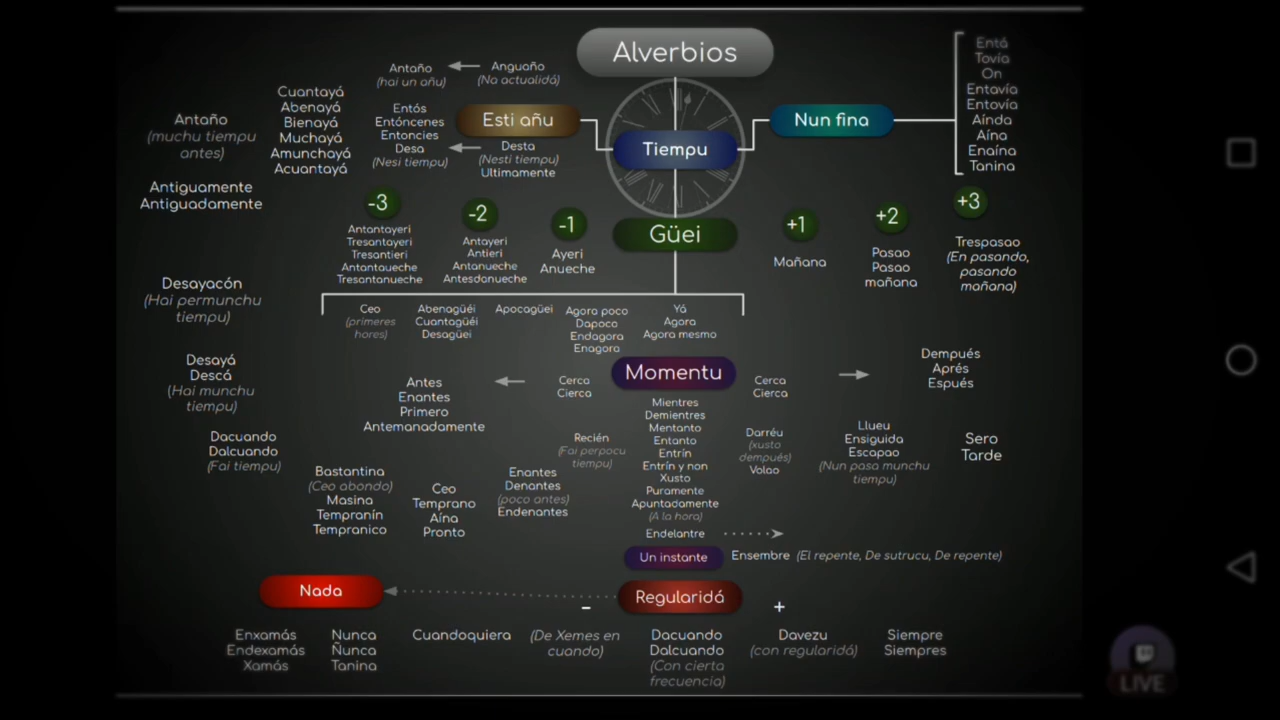 Alverbios
Tiempu
Esti añu
Nun fina
Antaño
(hai un añu)
Anguaño
(Na actualidá)
Entós
Entóncenes
Entoncies
Desa
(Nesi tiempu)
Desta
(Nesti tiempu)
Ultimamente
Cuantayá
Abenayá
Bienayá
Muchayá
Amunchayá
Acuantayá
Antaño
(muchu tiempu
antes)
Antiguamente
Antiguadamente
Entá
Tovía
On
Entavía
Entovía
Aínda
Aína
Enaína
Tanina
Güei
-3
Antantayeri
Tresantayeri
Tresantieri
Antantaueche
Tresantanueche
-2
Antayeri
Antieri
Antanueche
Antesdanueche
-1
Ayeri
Anueche
+1
Mañana
+2
Pasao
Pasao
mañana
+3
Trespasao
(En pasando,
pasando
mañana)
Desayacón
(Hai permunchu
tiempu)
Ceo
(primeres
hores)
Abenagüéi
Cuantagüéi
Desagüei
Apocagüei
Agora poco
Dapoca
Endagora
Enagora
Yá
Agora
Agora mesmo
Desayá
Descá
(Hai munchu
tiempu)
Momentu
Antes
Enantes
Primero
Antemanadamente
Cerca
Cierca
Cerca
Cierca
Dempués
Aprés
Espués
Mientres
Demientres
Mentanto
Entanto
Entrín
Entrín y non
Xusto
Puramente
Apuntadamente
(A la hora)
Endelantre
Dacuando
Dalcuando
(Fai tiempu)
Recién
(Fai perpocu
tiempu)
Darréu
(xusto
dempués)
Valao
Llueu
Ensiguida
Escapao
(Nun pasa munchu
tiempu)
Sero
Tarde
Bastantina
(Ceo abondo)
Masina
Tempranín
Tempranico
Ceo
Temprano
Aína
Pronto
Enantes
Denantes
(poco antes)
Endenantes
Un instante
Ensembre (El repente, De sutrucu, De repente)
Nada
Regularidá
-
+
Enxamás
Endexamás
Xamás
Nunca
Ñunca
Tanina
Cuandoquiera
(De Xemes en
cuando)
Dacuando
Dalcuando
(Con cierta
frecuencia)
Davezu
(con regularidá)
Siempre
Siempres
LIVE